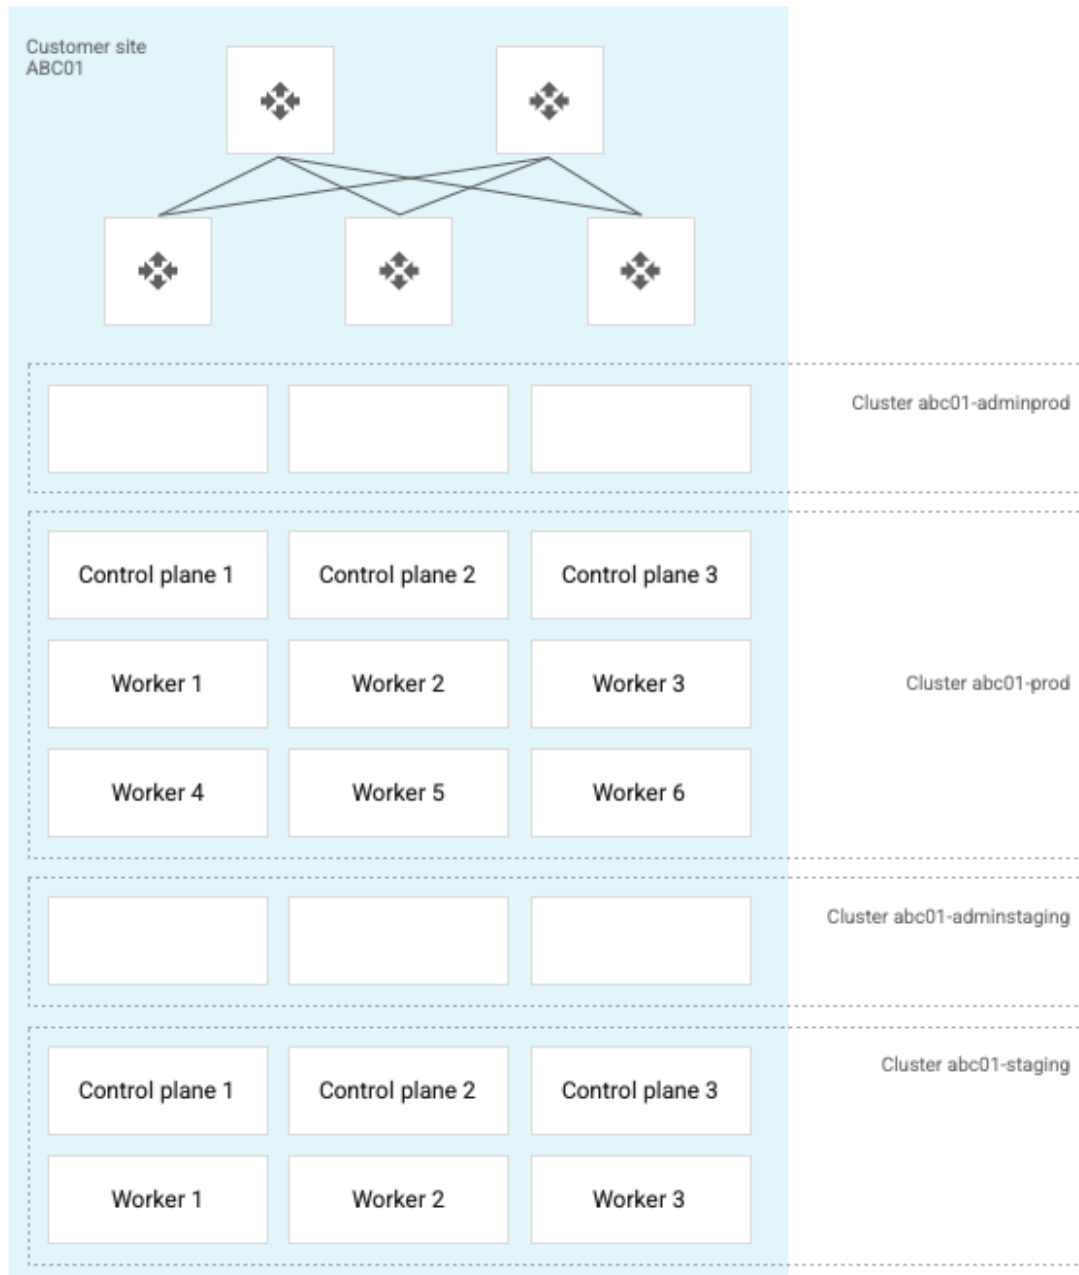 Customer site
ABC01
Cluster abc01-adminprod
Control plane 1
Control plane 2
Control plane 3
Worker 1
Worker 2
Worker 3
Cluster abc01-prod
Worker 4
Worker 5
Worker 6
Cluster abc01-adminstaging
Cluster abc01-staging
Control plane 1
Control plane 2
Control plane 3
Worker 1
Worker 2
Worker 3